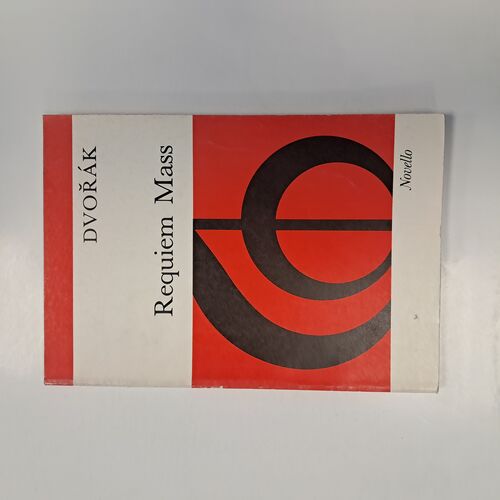 DVOŘÁK
Requiem Mass
Novello